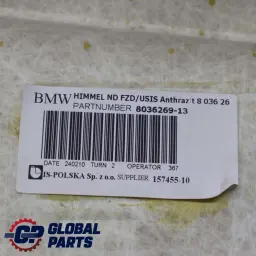 BMW HIMMEL ND FZD/USIS Anthrazit 8 036 26
PARTNUMBER 8036269-13
DATE 240210 TURN 2 OPERATOR 367
IS-POLSKA Sp. z o.o. SUPPLIER 157455-10
GP GLOBAL
PARTS